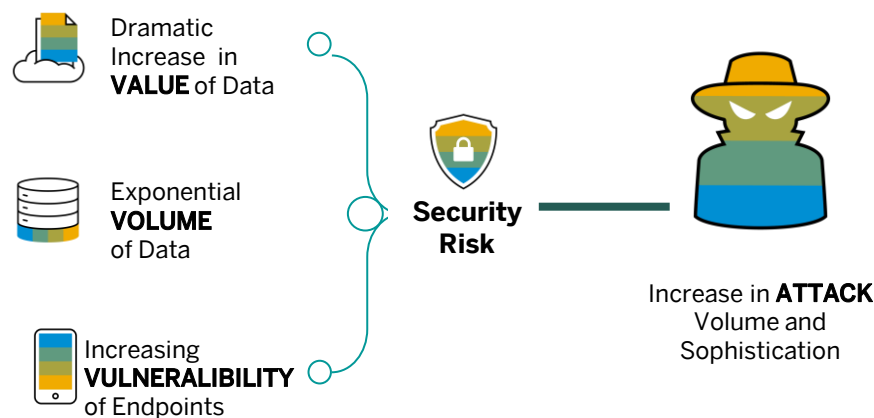 Dramatic
Increase in
VALUE of Data
Exponential
VOLUME
of Data
Increasing
VULNERALIBILITY
of Endpoints
Security
Risk
Increase in ATTACK
Volume and
Sophistication